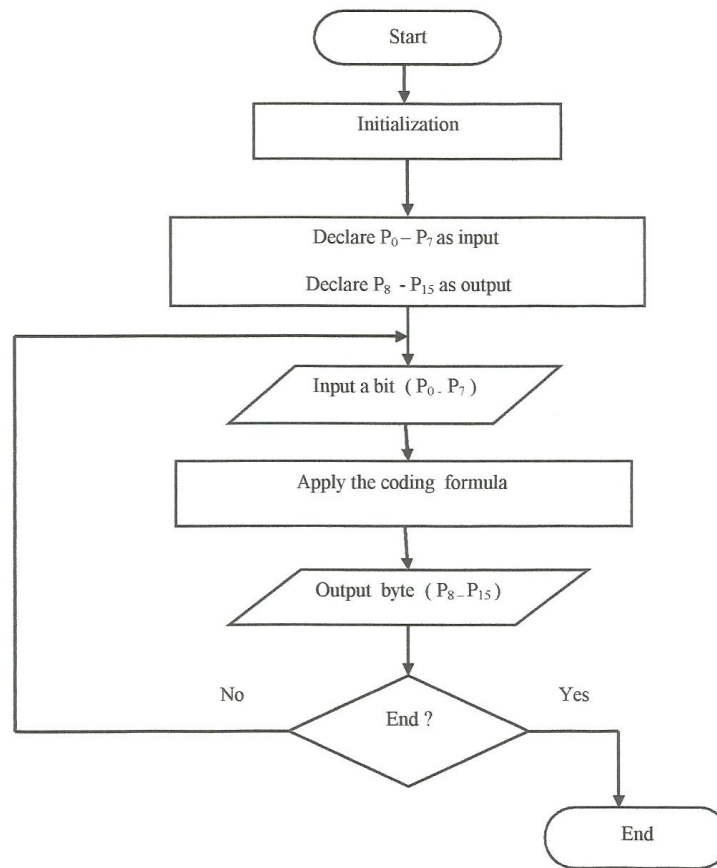 Start
Initialization
Declare P₀ – P₇ as input
Declare P₈ - P₁₅ as output
Input a bit ( P₀ - P₇ )
Apply the coding formula
Output byte ( P₈ – P₁₅ )
No
End ?
Yes
End